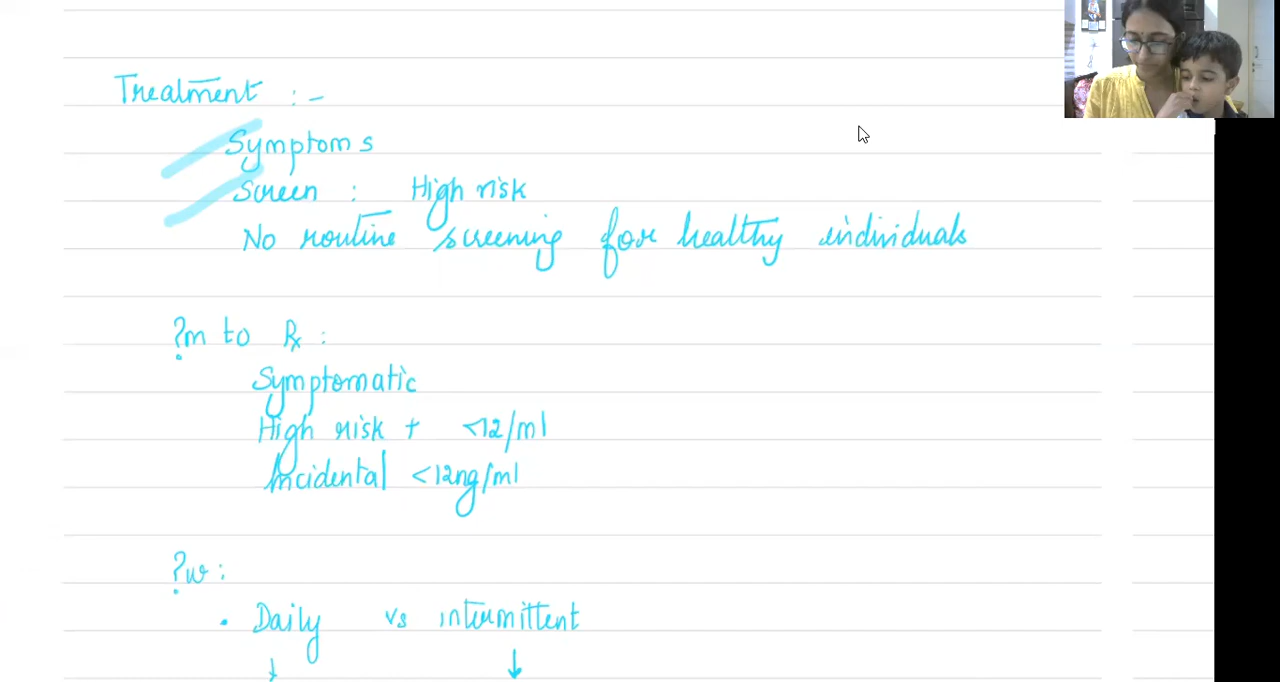 Treatment :-
Symptoms
Screen : High risk
No routine screening for healthy individuals
?m to Rx :
Symptomatic
High risk + <12/ml
Incidental <12ng/ml
?w :
• Daily vs intermittent
↓ ↓